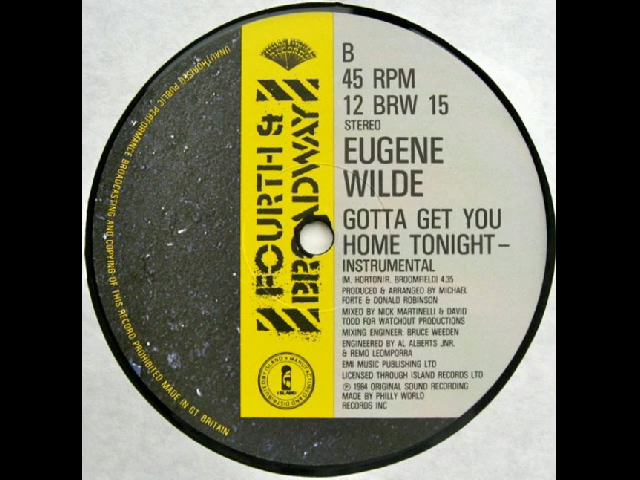 B
45 RPM
12 BRW 15
STEREO
EUGENE
WILDE
GOTTA GET YOU
HOME TONIGHT–
INSTRUMENTAL
(M. HORTON/R. BROOMFIELD) 4.35
PRODUCED & ARRANGED BY MICHAEL
FORTE & DONALD ROBINSON
MIXED BY NICK MARTINELLI & DAVID
TODD FOR WATCHOUT PRODUCTIONS
MIXING ENGINEER: BRUCE WEEDEN
ENGINEERED BY AL ALBERTS JNR.
& REMO LEOMPORRA
EMI MUSIC PUBLISHING LTD
LICENSED THROUGH ISLAND RECORDS LTD
℗ 1984 ORIGINAL SOUND RECORDING
MADE BY PHILLY WORLD
RECORDS INC
FOURTH &
BROADWAY
ISLAND
UNAUTHORISED PUBLIC PERFORMANCE BROADCASTING AND COPYING OF THIS RECORD PROHIBITED MADE IN GT BRITAIN